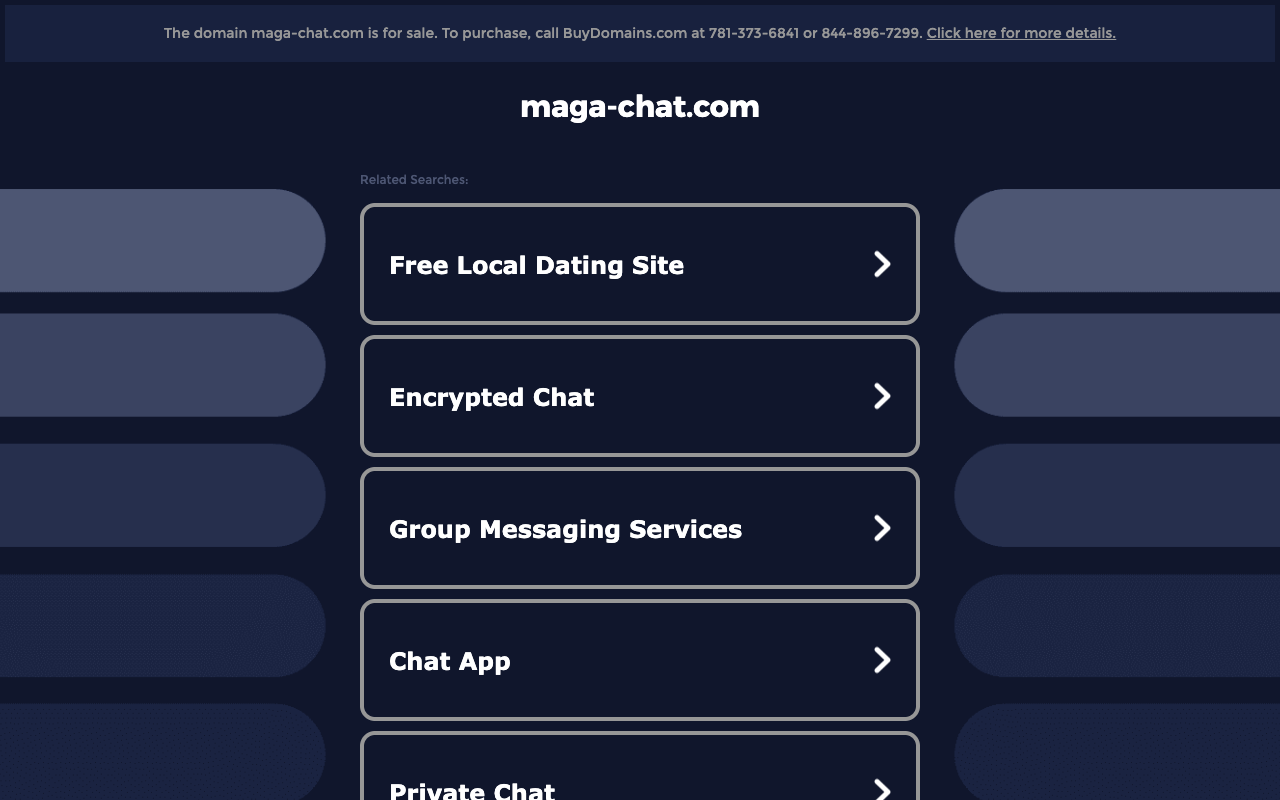 The domain maga-chat.com is for sale. To purchase, call BuyDomains.com at 781-373-6841 or 844-896-7299. Click here for more details.
maga-chat.com
Related Searches:
Free Local Dating Site
Encrypted Chat
Group Messaging Services
Chat App
Private Chat